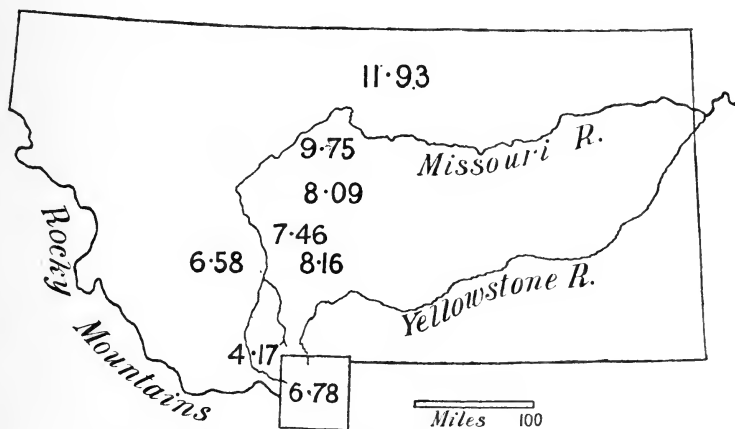 11·93
9·75
Missouri R.
8·09
7·46
6·58
8·16
Rocky Mountains
Yellowstone R.
4·17
6·78
Miles 100